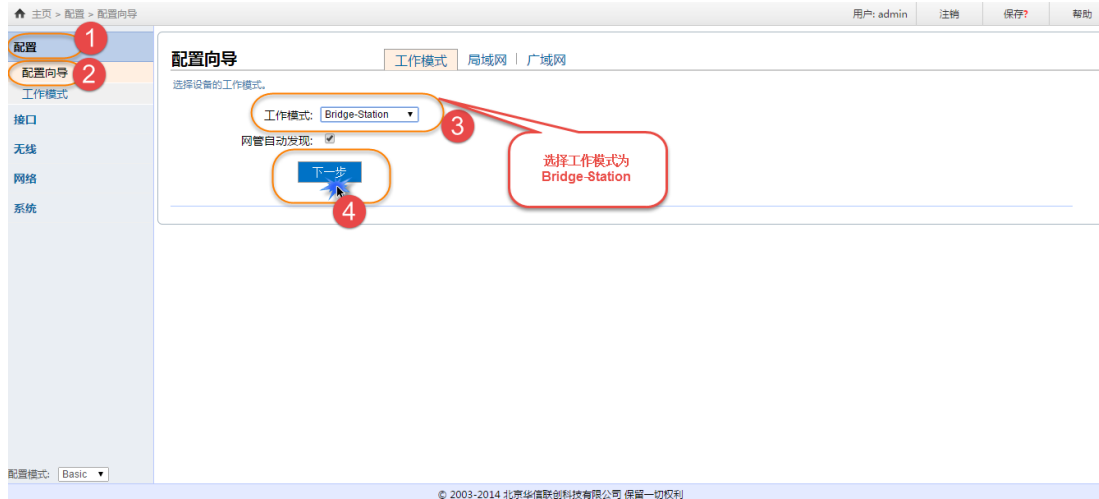 主页 > 配置 > 配置向导
用户: admin 注销 保存? 帮助
配置 1
配置向导 2
工作模式
接口
无线
网络
系统
配置向导 工作模式 局域网 广域网
选择设备的工作模式。
工作模式: Bridge-Station 3
网管自动发现:
下一步
4
选择工作模式为
Bridge-Station
配置模式: Basic
© 2003-2014 北京华信联创科技有限公司 保留一切权利